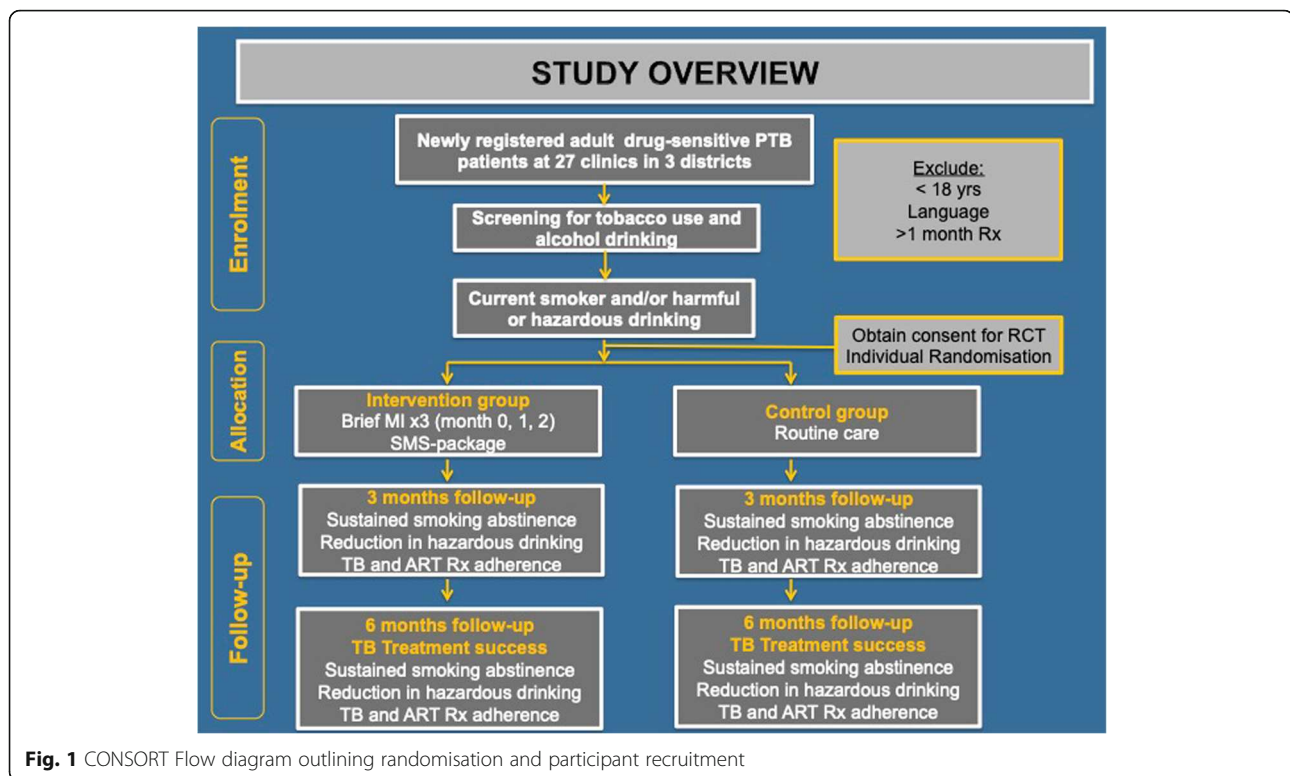 STUDY OVERVIEW
Enrolment
Newly registered adult drug-sensitive PTB
patients at 27 clinics in 3 districts
Exclude:
< 18 yrs
Language
>1 month Rx
Screening for tobacco use and
alcohol drinking
Current smoker and/or harmful
or hazardous drinking
Obtain consent for RCT
Individual Randomisation
Allocation
Intervention group
Brief MI x3 (month 0, 1, 2)
SMS-package
Control group
Routine care
Follow-up
3 months follow-up
Sustained smoking abstinence
Reduction in hazardous drinking
TB and ART Rx adherence
3 months follow-up
Sustained smoking abstinence
Reduction in hazardous drinking
TB and ART Rx adherence
6 months follow-up
TB Treatment success
Sustained smoking abstinence
Reduction in hazardous drinking
TB and ART Rx adherence
6 months follow-up
TB Treatment success
Sustained smoking abstinence
Reduction in hazardous drinking
TB and ART Rx adherence
Fig. 1 CONSORT Flow diagram outlining randomisation and participant recruitment